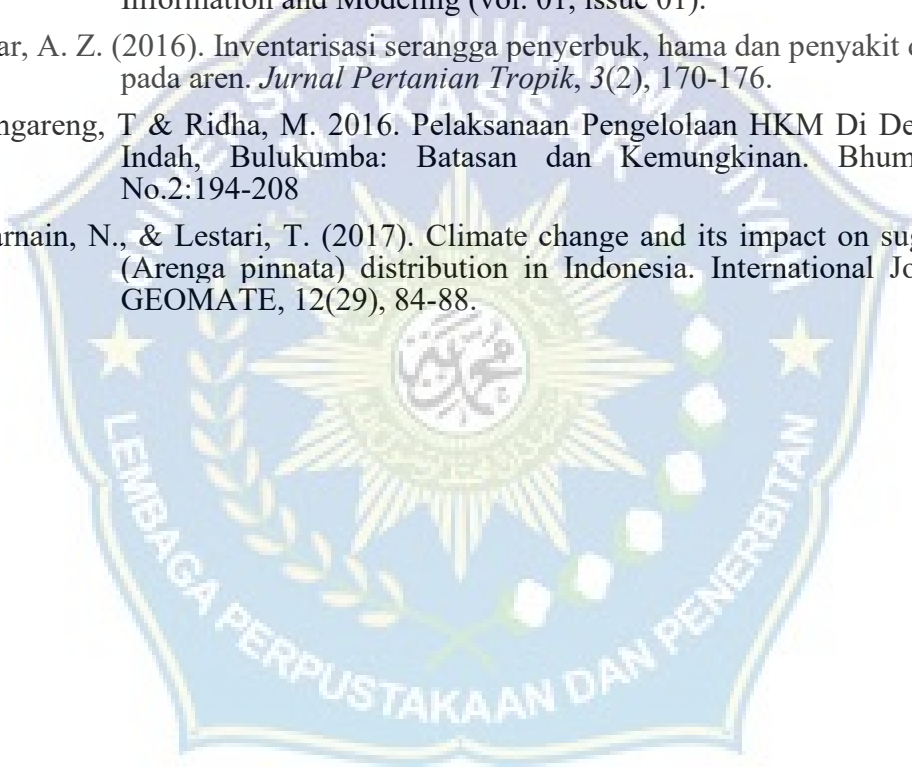 Information and Modeling (vol. 01, issue 01).
ar, A. Z. (2016). Inventarisasi serangga penyerbuk, hama dan penyakit
pada aren. Jurnal Pertanian Tropik, 3(2), 170-176.
ngareng, T & Ridha, M. 2016. Pelaksanaan Pengelolaan HKM Di De
Indah, Bulukumba: Batasan dan Kemungkinan. Bhum
No.2:194-208
arnain, N., & Lestari, T. (2017). Climate change and its impact on sug
(Arenga pinnata) distribution in Indonesia. International Jo
GEOMATE, 12(29), 84-88.
LEMBAGA PERPUSTAKAAN DAN PENERBITAN